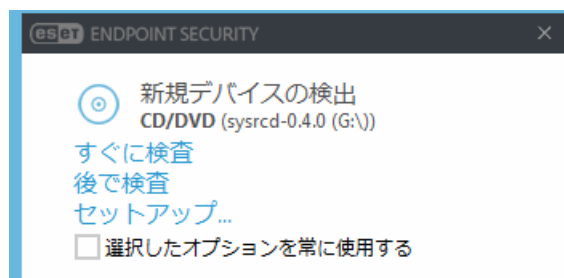 eset ENDPOINT SECURITY
新規デバイスの検出
CD/DVD (sysrcd-0.4.0 (G:\))
すぐに検査
後で検査
セットアップ...
選択したオプションを常に使用する